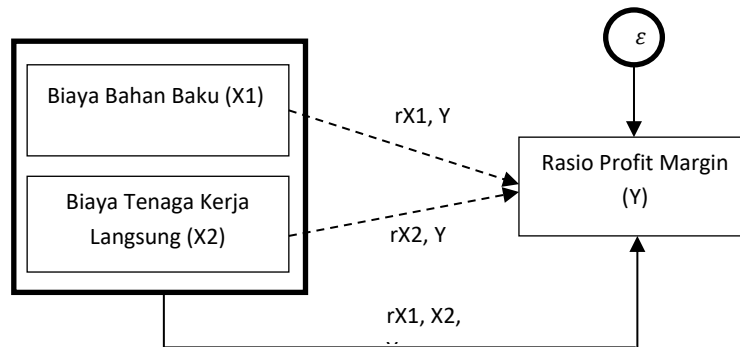 ε
Biaya Bahan Baku (X1)
rX1, Y
Rasio Profit Margin
(Y)
Biaya Tenaga Kerja
Langsung (X2)
rX2, Y
rX1, X2,